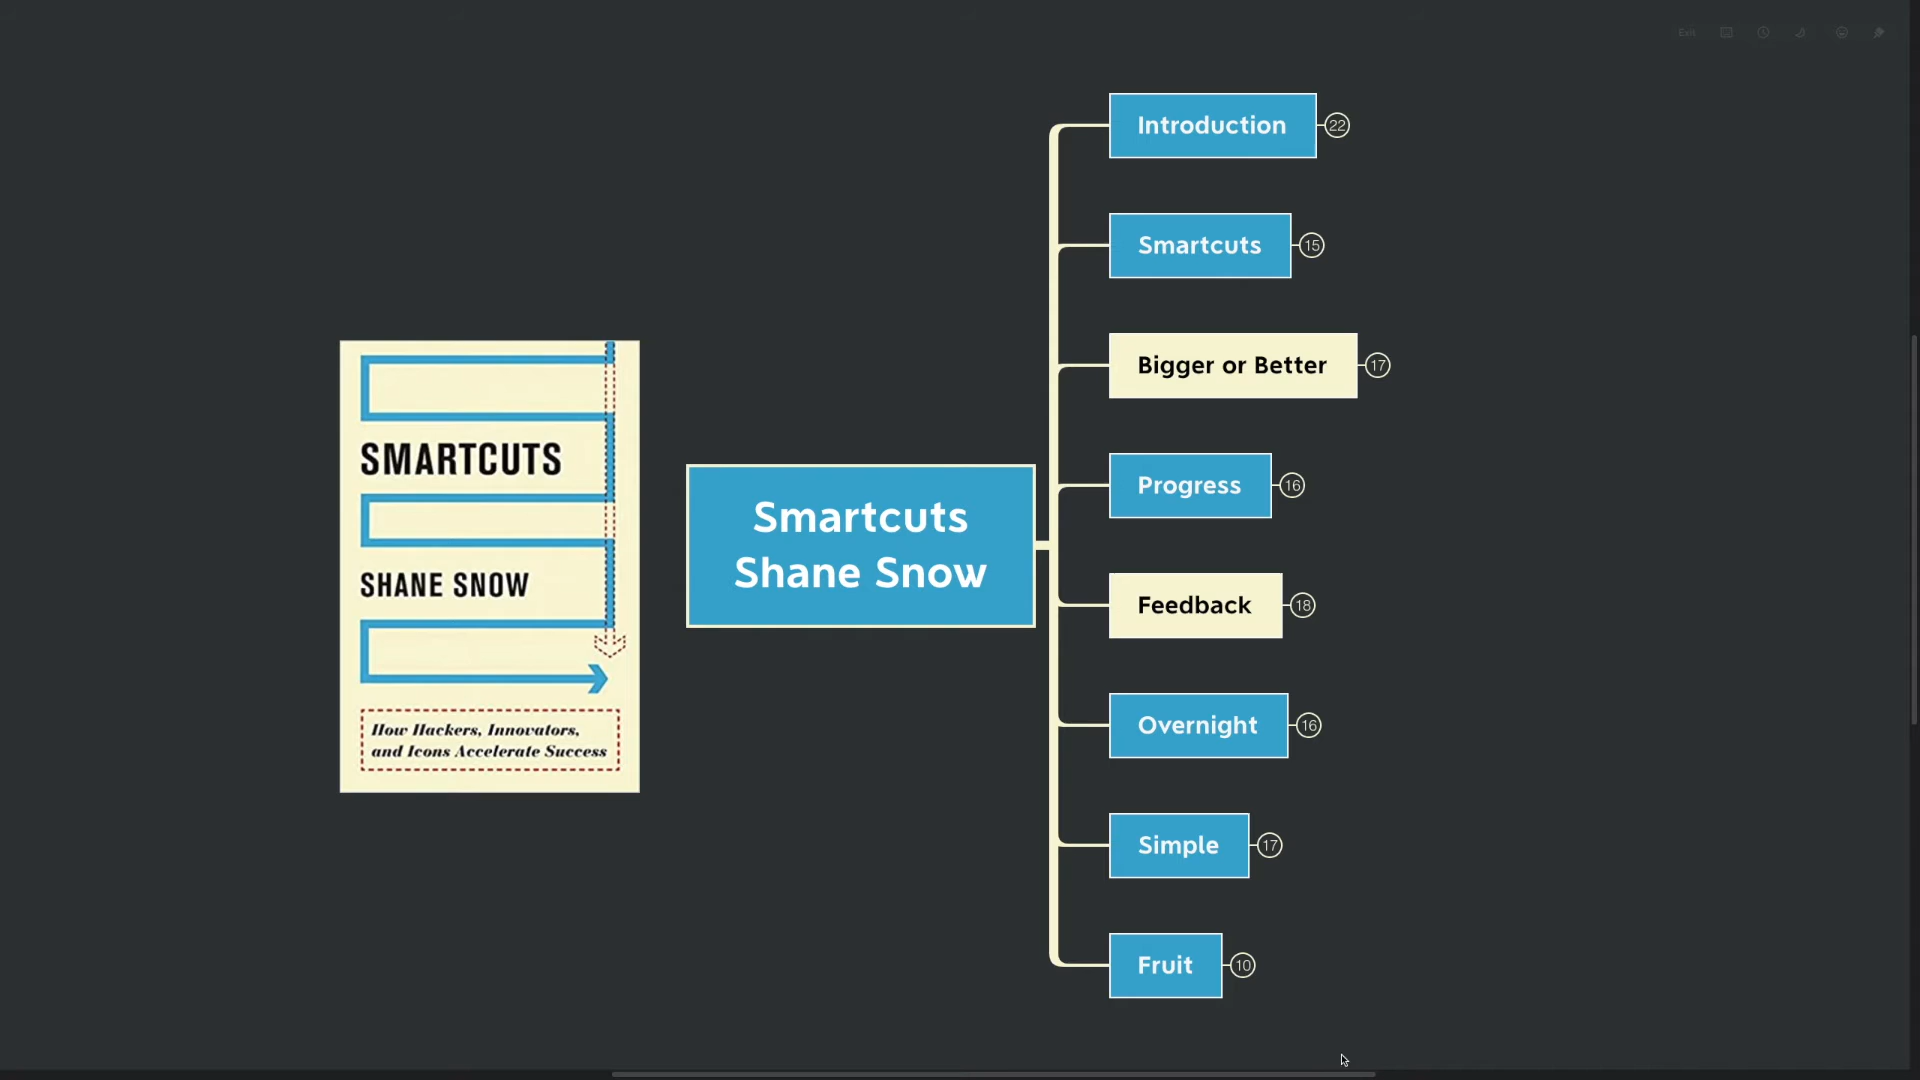 Exit
SMARTCUTS
SHANE SNOW
How Hackers, Innovators,
and Icons Accelerate Success
Smartcuts
Shane Snow
Introduction 22
Smartcuts 15
Bigger or Better 17
Progress 16
Feedback 18
Overnight 16
Simple 17
Fruit 10